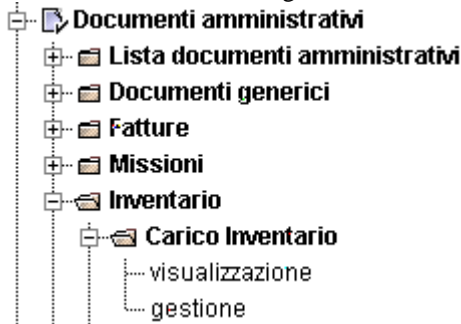 Documenti amministrativi
Lista documenti amministrativi
Documenti generici
Fatture
Missioni
Inventario
Carico Inventario
visualizzazione
gestione